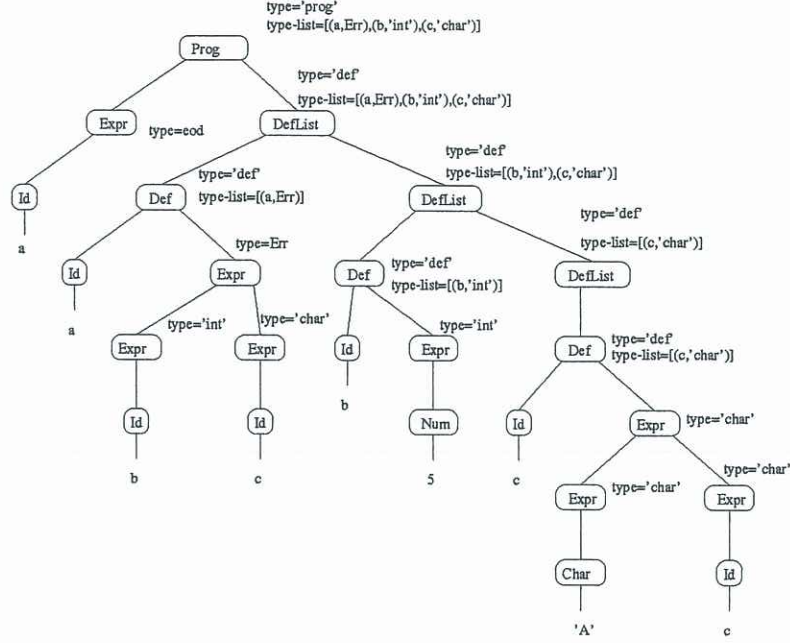 type='prog'
type-list=[(a,Err),(b,'int'),(c,'char')]
Prog
type='def'
type-list=[(a,Err),(b,'int'),(c,'char')]
Expr
type=eod
DefList
type='def'
type-list=[(b,'int'),(c,'char')]
type='def'
Id
Def
type-list=[(a,Err)]
DefList
type='def'
a
type=Err
type-list=[(c,'char')]
Id
Expr
Def
type='def'
type-list=[(b,'int')]
DefList
a
type='int'
type='char'
type='int'
Expr
Expr
Id
Expr
Def
type='def'
type-list=[(c,'char')]
b
Id
Id
Num
Id
Expr
type='char'
b
c
5
c
type='char'
Expr
type='char'
Expr
Char
Id
'A'
c